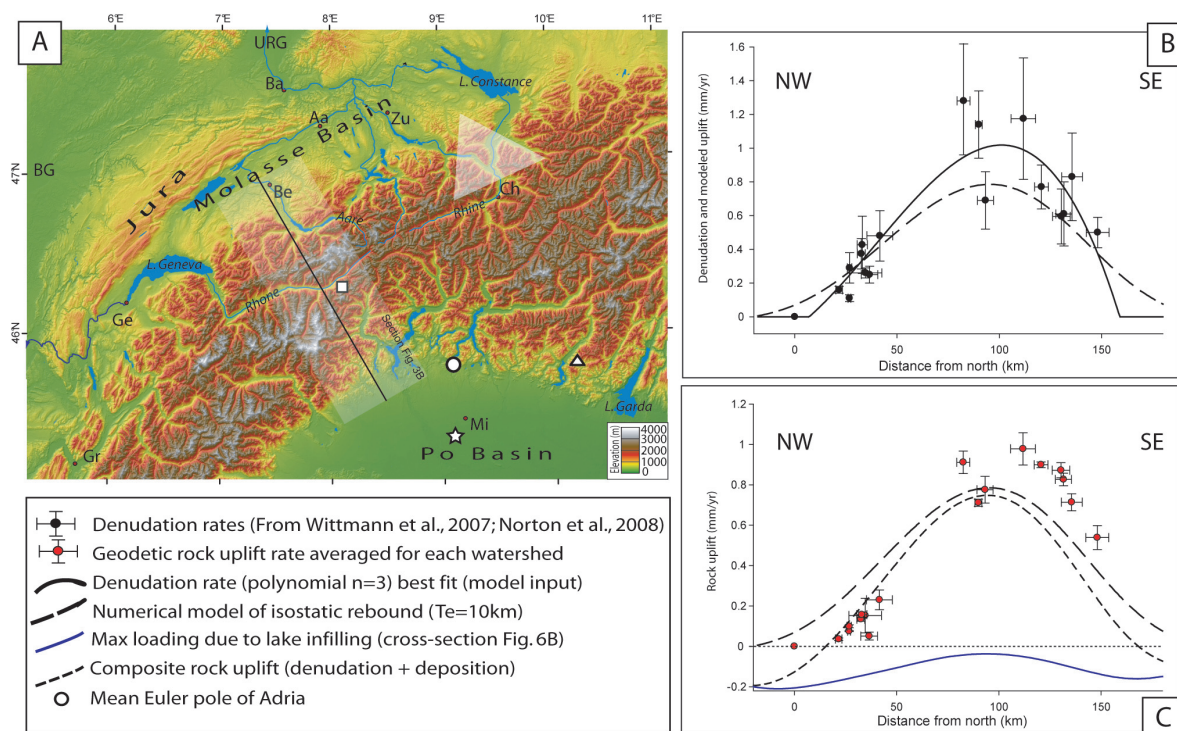 A
6°E 7°E 8°E 9°E 10°E 11°E
URG
Ba
L. Constance
Aa
Zu
BG
47°N
Jura
Molasse Basin
Be
Ch
Aare
Rhine
L. Geneva
Rhone
Ge
46°N
Section Fig. 3B
L. Garda
Mi
Gr
Po Basin
Elevation (m)
4000
3000
2000
1000
0
Denudation rates (From Wittmann et al., 2007; Norton et al., 2008)
Geodetic rock uplift rate averaged for each watershed
Denudation rate (polynomial n=3) best fit (model input)
Numerical model of isostatic rebound (Te=10km)
Max loading due to lake infilling (cross-section Fig. 6B)
Composite rock uplift (denudation + deposition)
Mean Euler pole of Adria
B
NW
SE
Denudation and modeled uplift (mm/yr)
1.6
1.4
1.2
1.0
0.8
0.6
0.4
0.2
0
0 50 100 150
Distance from north (km)
NW
SE
Rock uplift (mm/yr)
1.2
1
0.8
0.6
0.4
0.2
0
-0.2
0 50 100 150
Distance from north (km)
C